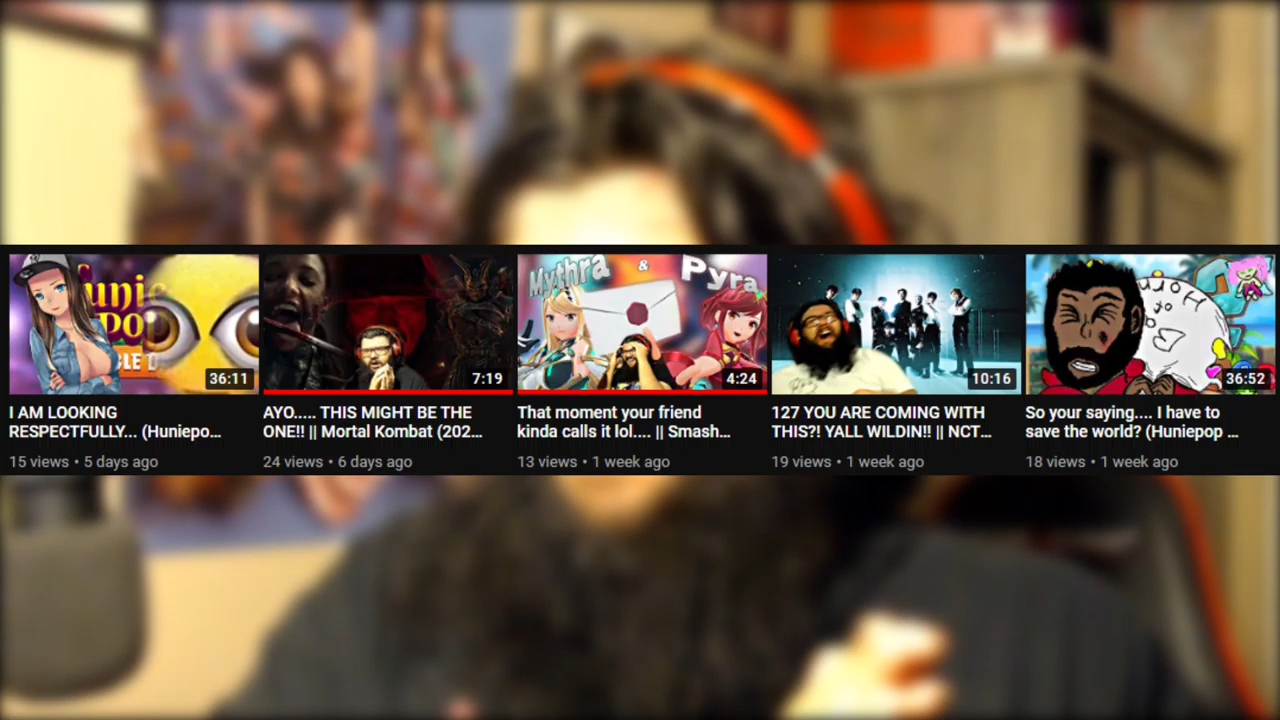 Mythra & Pyra
36:11
7:19
4:24
10:16
36:52
I AM LOOKING
RESPECTFULLY... (Huniepo...
15 views • 5 days ago
AYO..... THIS MIGHT BE THE
ONE!! || Mortal Kombat (202...
24 views • 6 days ago
That moment your friend
kinda calls it lol.... || Smash...
13 views • 1 week ago
127 YOU ARE COMING WITH
THIS?! YALL WILDIN!! || NCT...
19 views • 1 week ago
So your saying.... I have to
save the world? (Huniepop ...
18 views • 1 week ago